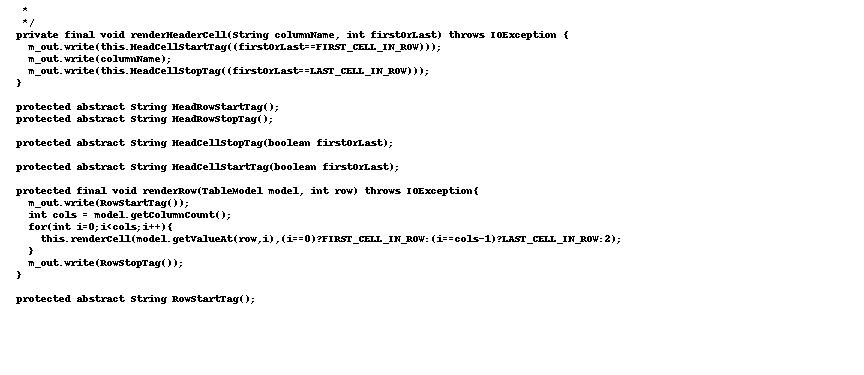 *
*/
private final void renderHeaderCell(String columnName, int firstOrLast) throws IOException {
m_out.write(this.HeadCellStartTag((firstOrLast==FIRST_CELL_IN_ROW)));
m_out.write(columnName);
m_out.write(this.HeadCellStopTag((firstOrLast==LAST_CELL_IN_ROW)));
}
protected abstract String HeadRowStartTag();
protected abstract String HeadRowStopTag();
protected abstract String HeadCellStopTag(boolean firstOrLast);
protected abstract String HeadCellStartTag(boolean firstOrLast);
protected final void renderRow(TableModel model, int row) throws IOException{
m_out.write(RowStartTag());
int cols = model.getColumnCount();
for(int i=0;i<cols;i++){
this.renderCell(model.getValueAt(row,i),(i==0)?FIRST_CELL_IN_ROW:(i==cols-1)?LAST_CELL_IN_ROW:2);
}
m_out.write(RowStopTag());
}
protected abstract String RowStartTag();